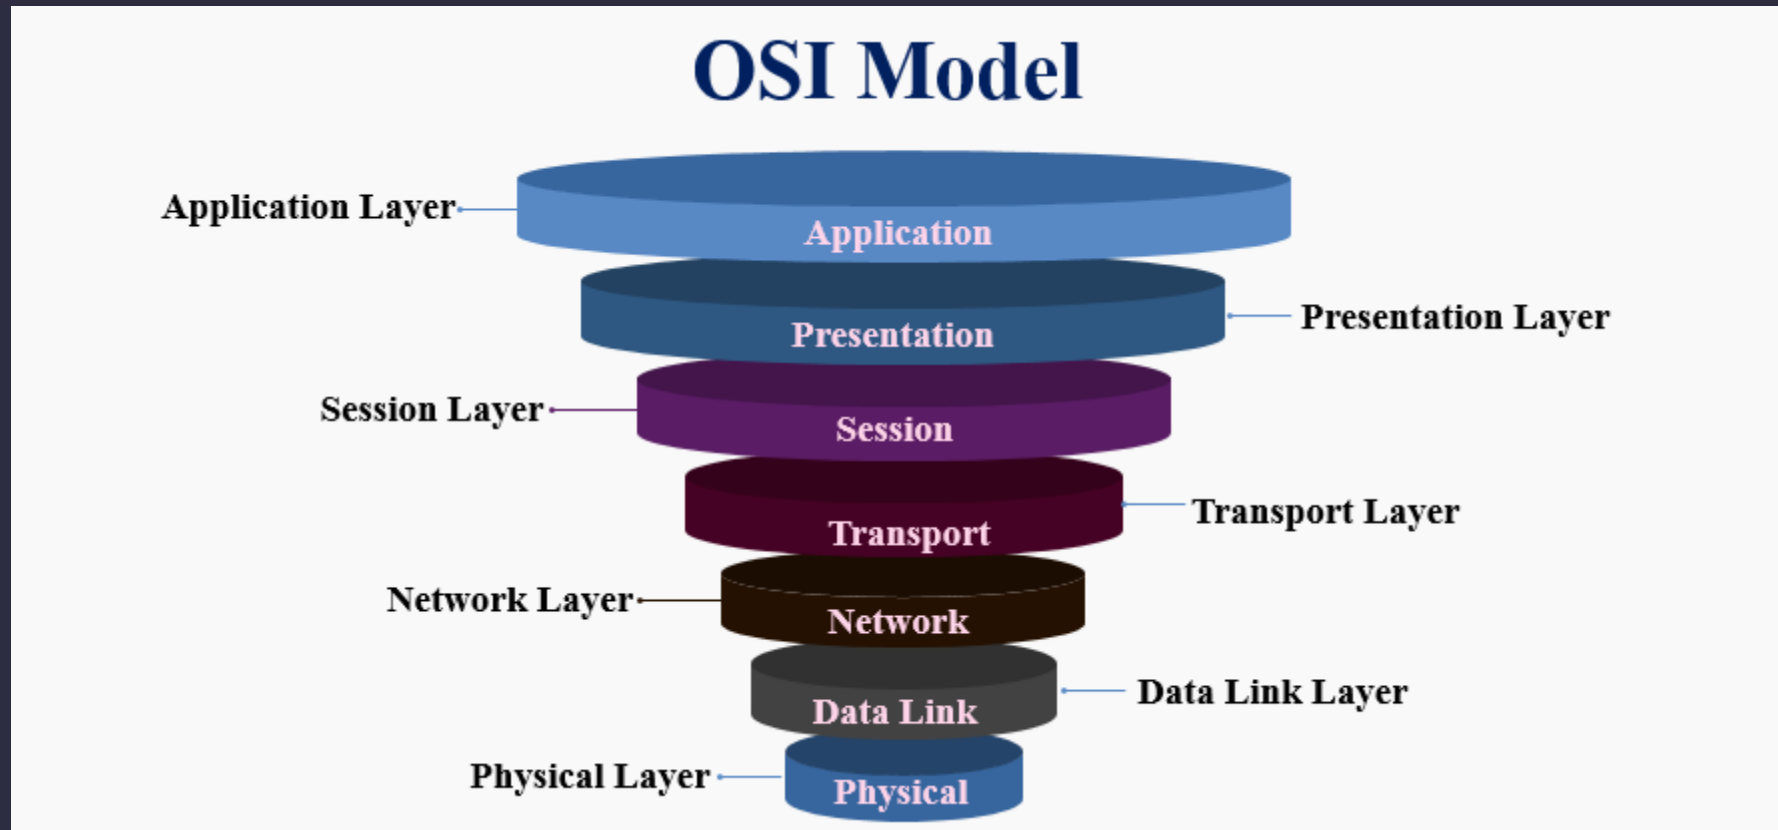 OSI Model
Application Layer
Application
Presentation
Presentation Layer
Session Layer
Session
Transport
Transport Layer
Network Layer
Network
Data Link
Data Link Layer
Physical Layer
Physical